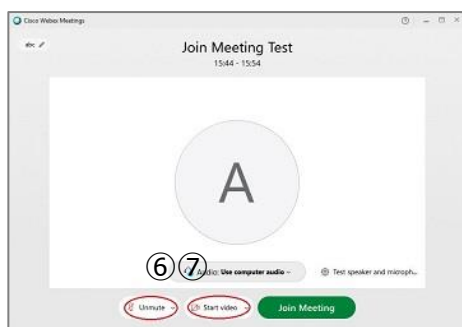 Cisco Webex Meetings
abc
Join Meeting Test
15:44 - 15:54
A
⑥⑦ Audio: Use computer audio
Test speaker and microph...
Unmute
Start video
Join Meeting